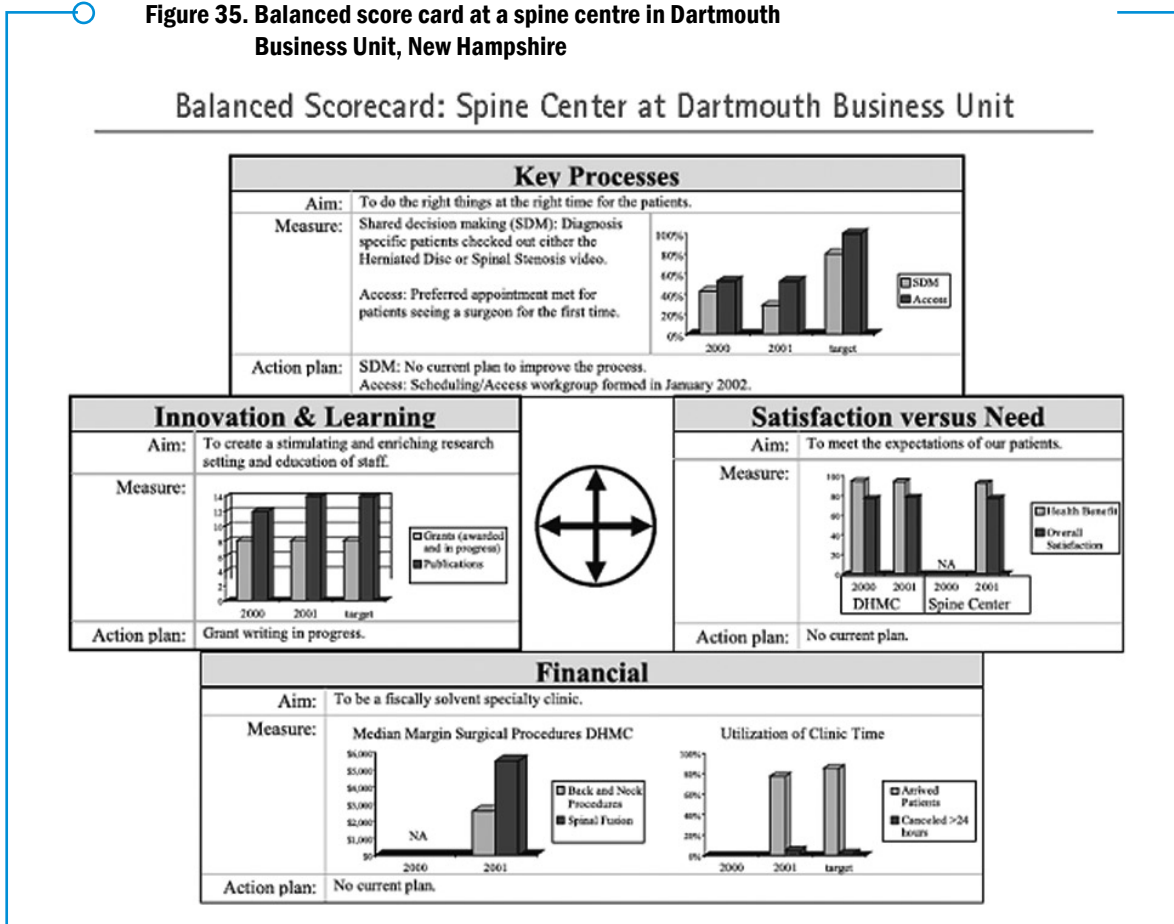 Figure 35. Balanced score card at a spine centre in Dartmouth
Business Unit, New Hampshire
Balanced Scorecard: Spine Center at Dartmouth Business Unit
Key Processes
Aim: To do the right things at the right time for the patients.
Measure: Shared decision making (SDM): Diagnosis
specific patients checked out either the
Herniated Disc or Spinal Stenosis video.
Access: Preferred appointment met for
patients seeing a surgeon for the first time.
100%
80%
60%
40%
20%
0%
2000 2001 target
SDM
Access
Action plan: SDM: No current plan to improve the process.
Access: Scheduling/Access workgroup formed in January 2002.
Innovation & Learning
Aim: To create a stimulating and enriching research
setting and education of staff.
Measure:
14
12
10
8
6
4
2
0
2000 2001 target
Grants (awarded
and in progress)
Publications
Action plan: Grant writing in progress.
Satisfaction versus Need
Aim: To meet the expectations of our patients.
Measure:
100
80
60
40
20
0
NA
2000 2001 2000 2001
DHMC Spine Center
Health Benefit
Overall
Satisfaction
Action plan: No current plan.
Financial
Aim: To be a fiscally solvent specialty clinic.
Measure:
Median Margin Surgical Procedures DHMC
$6,000
$5,000
$4,000
$3,000
$2,000
$1,000
$0
NA
2000 2001
Back and Neck
Procedures
Spinal Fusion
Utilization of Clinic Time
100%
80%
60%
40%
20%
0%
2000 2001 target
Arrived
Patients
Canceled >24
hours
Action plan: No current plan.